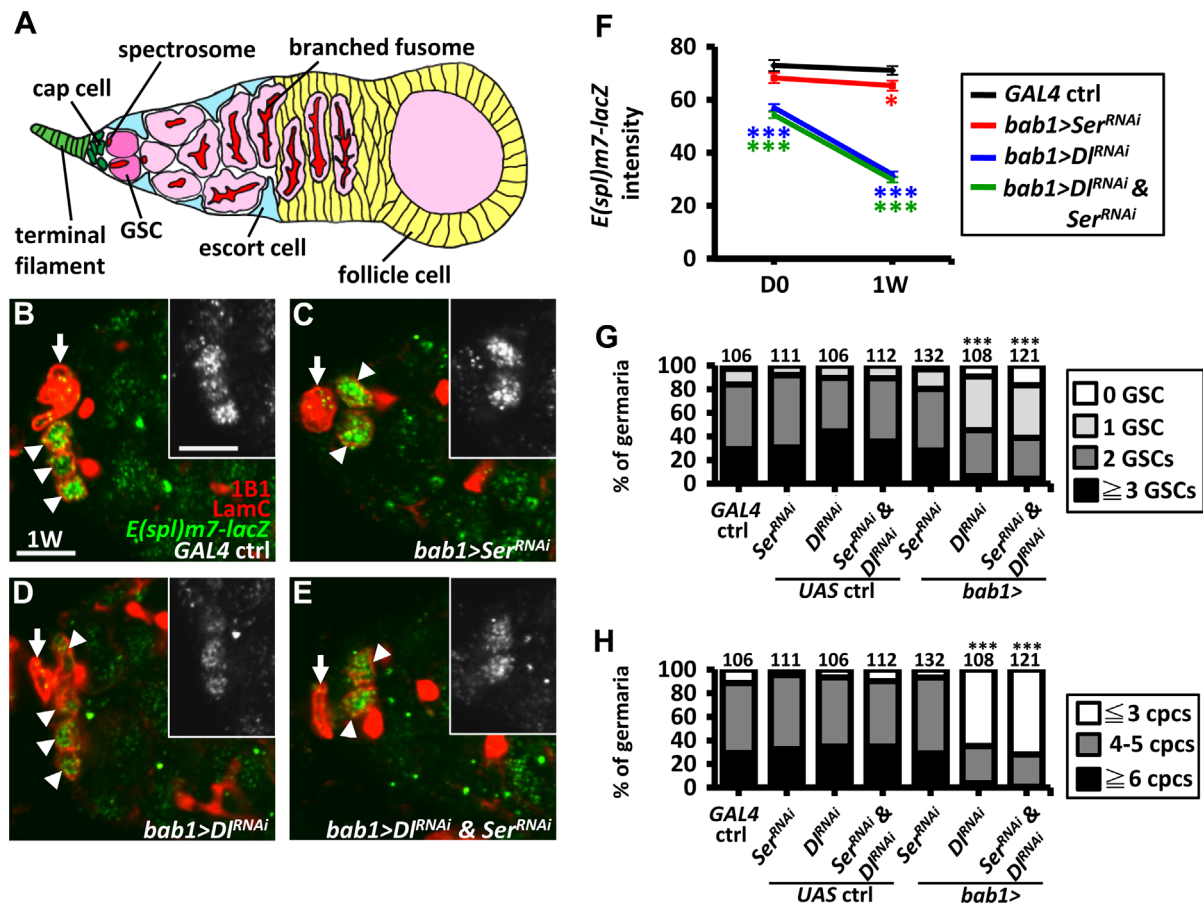 A
spectrosome
branched fusome
cap cell
GSC
terminal
filament
escort cell
follicle cell
B
1B1
LamC
E(spl)m7-lacZ
1W
GAL4 ctrl
C
bab1>Ser^RNAi
D
bab1>Dl^RNAi
E
bab1>Dl^RNAi & Ser^RNAi
F
E(spl)m7-lacZ
intensity
80
60
40
20
0
D0
1W
*
***
***
***
***
GAL4 ctrl
bab1>Ser^RNAi
bab1>Dl^RNAi
bab1>Dl^RNAi &
Ser^RNAi
G
% of germaria
100
80
60
40
20
0
*** ***
106 111 106 112 132 108 121
GAL4
ctrl
Ser^RNAi
Dl^RNAi
Ser^RNAi &
Dl^RNAi
Ser^RNAi
Dl^RNAi
Ser^RNAi &
Dl^RNAi
UAS ctrl
bab1>
0 GSC
1 GSC
2 GSCs
≧ 3 GSCs
H
% of germaria
100
80
60
40
20
0
*** ***
106 111 106 112 132 108 121
GAL4
ctrl
Ser^RNAi
Dl^RNAi
Ser^RNAi &
Dl^RNAi
Ser^RNAi
Dl^RNAi
Ser^RNAi &
Dl^RNAi
UAS ctrl
bab1>
≦ 3 cpcs
4-5 cpcs
≧ 6 cpcs